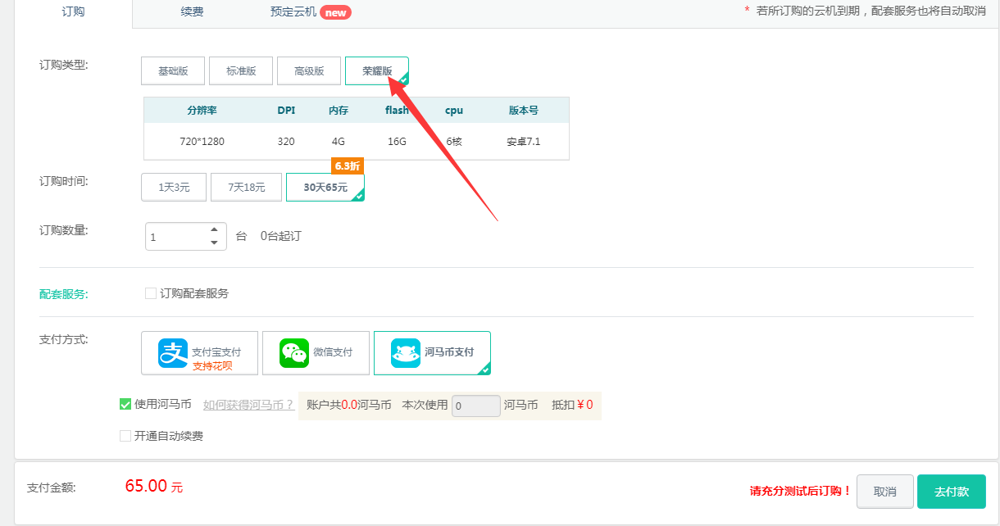 订购 续费 预定云机 new * 若所订购的云机到期，配套服务也将自动取消
订购类型: 基础版 标准版 高级版 荣耀版
分辨率 DPI 内存 flash cpu 版本号
720*1280 320 4G 16G 6核 安卓7.1
6.3折
订购时间: 1天3元 7天18元 30天65元
订购数量: 1 台 0台起订
配套服务: 订购配套服务
支付方式: 支付宝支付 微信支付 河马币支付
支持花呗
使用河马币 如何获得河马币？ 账户共0.0河马币 本次使用 0 河马币 抵扣¥0
开通自动续费
支付金额: 65.00 元 请充分测试后订购！ 取消 去付款